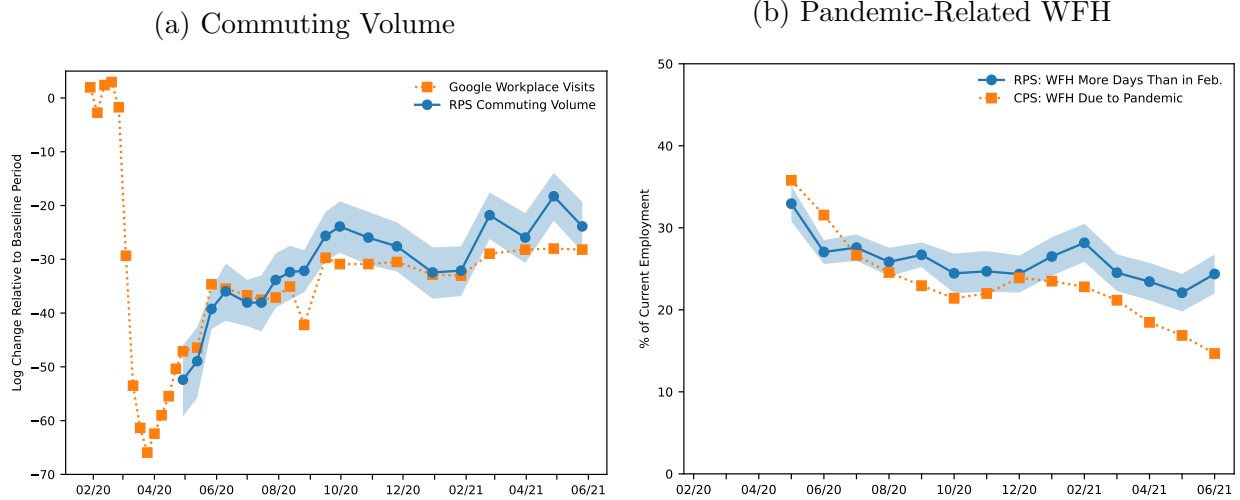 (a) Commuting Volume
Log Change Relative to Baseline Period
0
−10
−20
−30
−40
−50
−60
−70
Google Workplace Visits
RPS Commuting Volume
02/20 04/20 06/20 08/20 10/20 12/20 02/21 04/21 06/21
(b) Pandemic-Related WFH
% of Current Employment
50
40
30
20
10
0
RPS: WFH More Days Than in Feb.
CPS: WFH Due to Pandemic
02/20 04/20 06/20 08/20 10/20 12/20 02/21 04/21 06/21